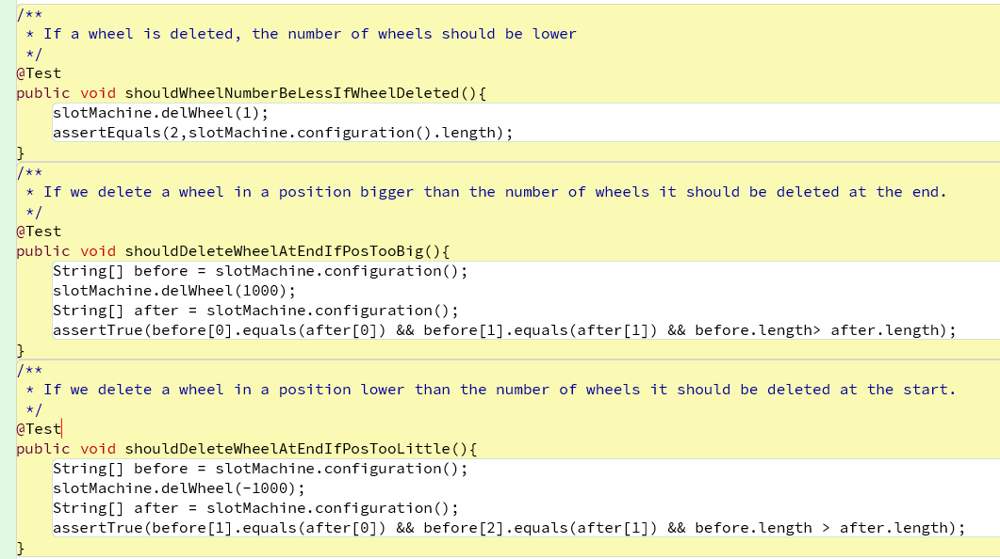 /**
 * If a wheel is deleted, the number of wheels should be lower
 */
@Test
public void shouldWheelNumberBeLessIfWheelDeleted(){
    slotMachine.delWheel(1);
    assertEquals(2,slotMachine.configuration().length);
}
/**
 * If we delete a wheel in a position bigger than the number of wheels it should be deleted at the end.
 */
@Test
public void shouldDeleteWheelAtEndIfPosTooBig(){
    String[] before = slotMachine.configuration();
    slotMachine.delWheel(1000);
    String[] after = slotMachine.configuration();
    assertTrue(before[0].equals(after[0]) && before[1].equals(after[1]) && before.length> after.length);
}
/**
 * If we delete a wheel in a position lower than the number of wheels it should be deleted at the start.
 */
@Test
public void shouldDeleteWheelAtEndIfPosTooLittle(){
    String[] before = slotMachine.configuration();
    slotMachine.delWheel(-1000);
    String[] after = slotMachine.configuration();
    assertTrue(before[1].equals(after[0]) && before[2].equals(after[1]) && before.length > after.length);
}